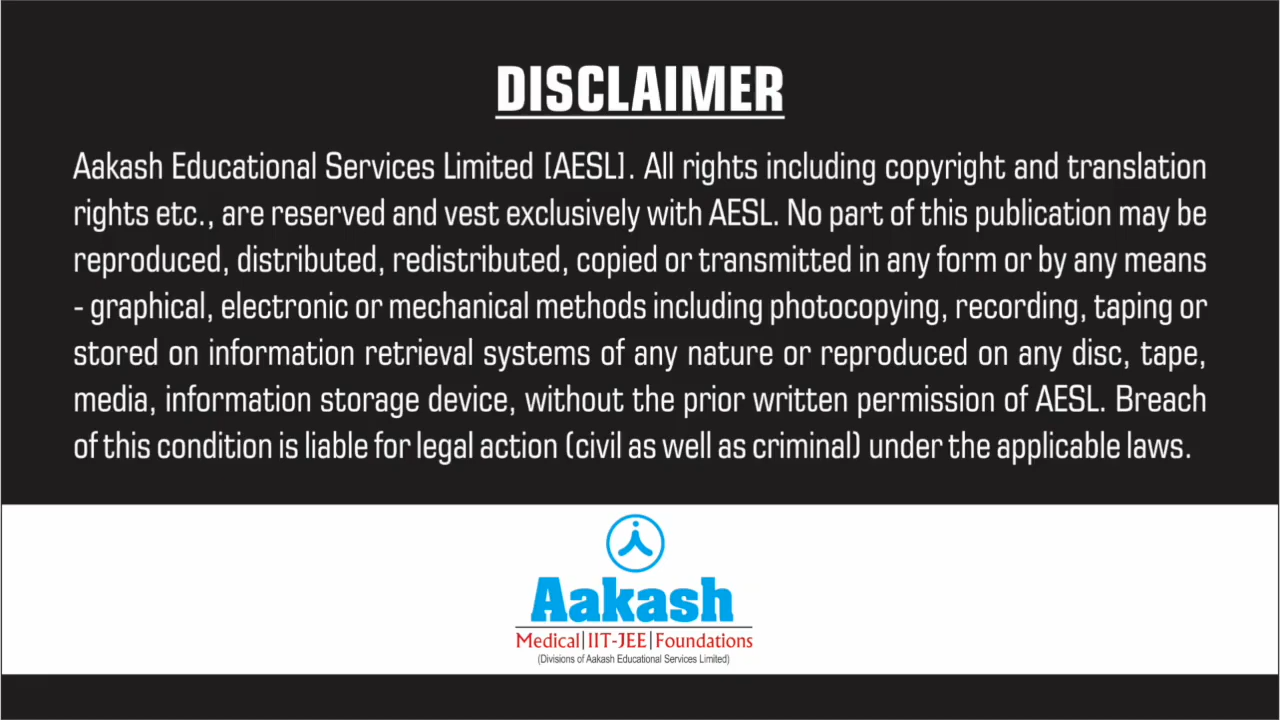 DISCLAIMER
Aakash Educational Services Limited [AESL]. All rights including copyright and translation
rights etc., are reserved and vest exclusively with AESL. No part of this publication may be
reproduced, distributed, redistributed, copied or transmitted in any form or by any means
- graphical, electronic or mechanical methods including photocopying, recording, taping or
stored on information retrieval systems of any nature or reproduced on any disc, tape,
media, information storage device, without the prior written permission of AESL. Breach
of this condition is liable for legal action (civil as well as criminal) under the applicable laws.
Aakash
Medical|IIT-JEE|Foundations
(Divisions of Aakash Educational Services Limited)